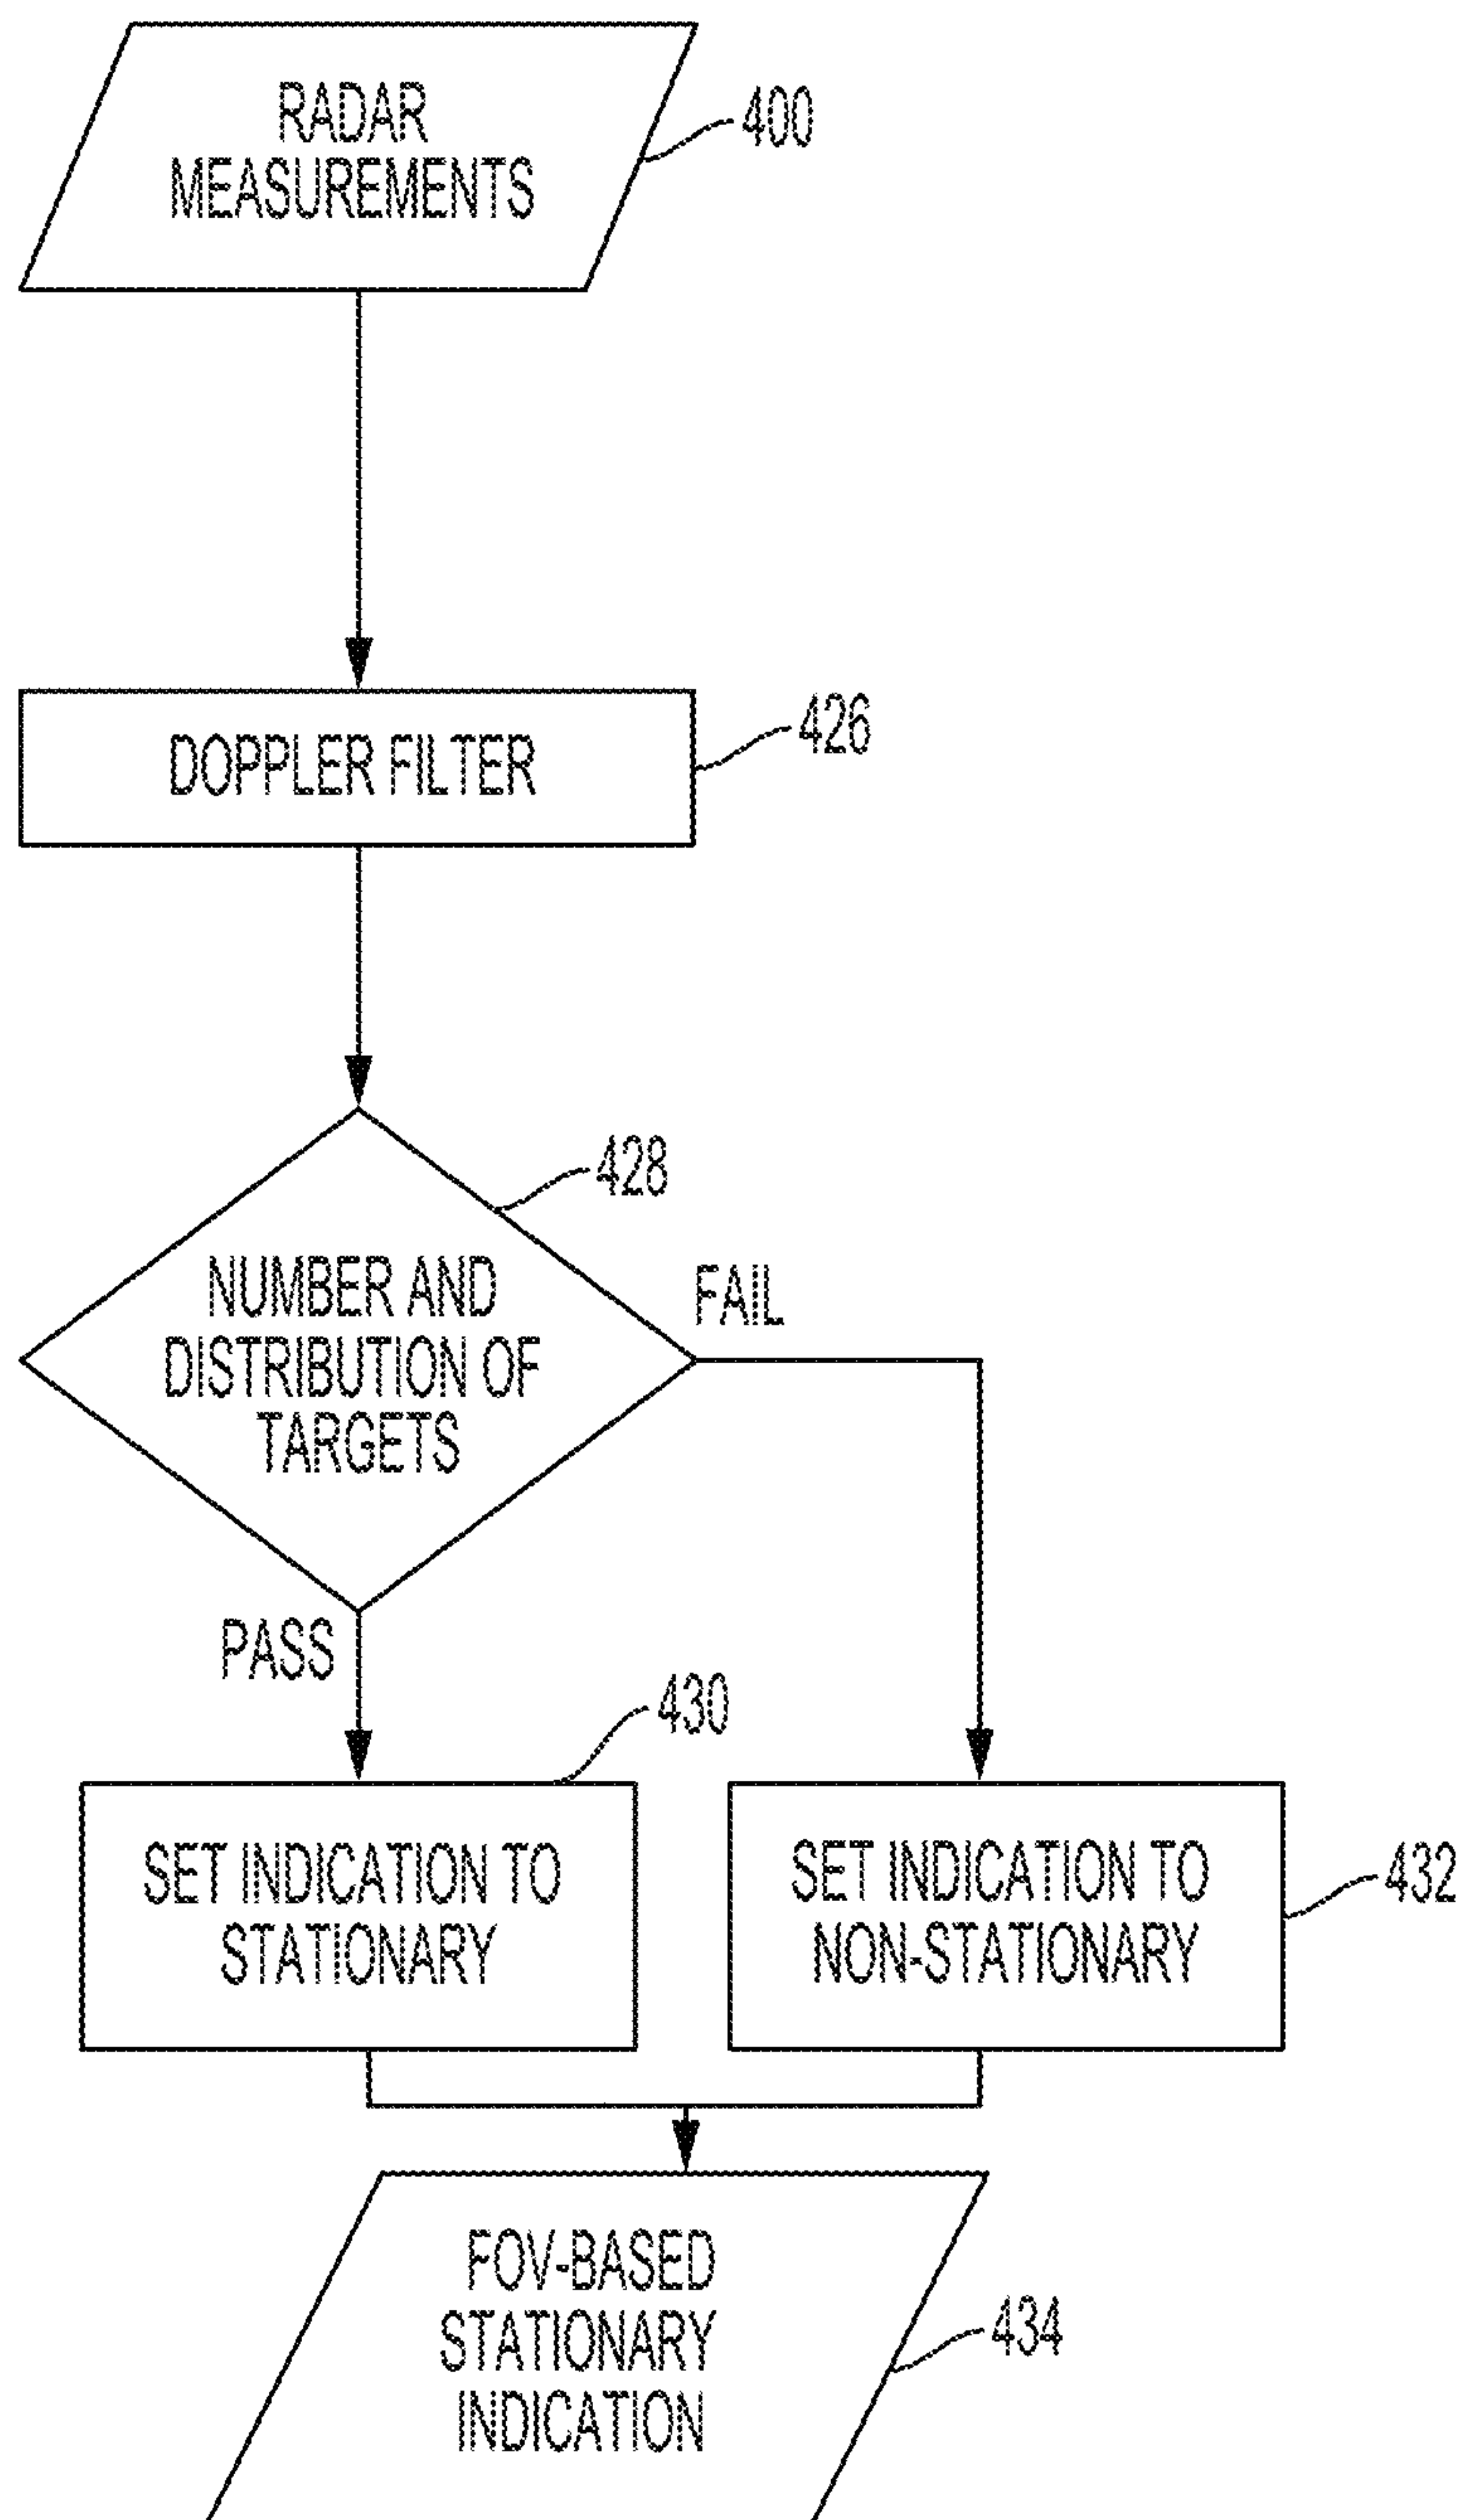 RADAR
MEASUREMENTS
400
DOPPLER FILTER
426
428
NUMBER AND
DISTRIBUTION OF
TARGETS
FAIL
PASS
430
SET INDICATION TO
STATIONARY
SET INDICATION TO
NON-STATIONARY
432
FOV-BASED
STATIONARY
INDICATION
434